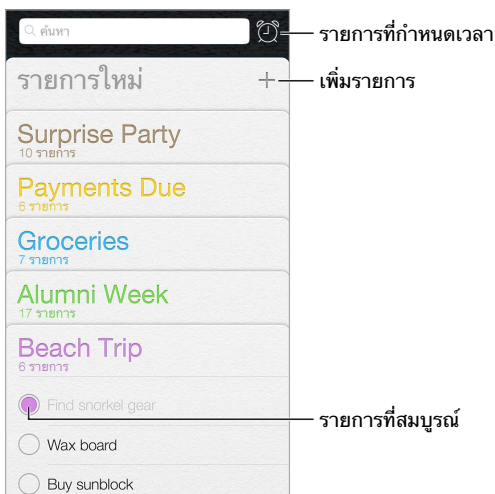 ค้นหา
รายการที่กำหนดเวลา
รายการใหม่
เพิ่มรายการ
Surprise Party
10 รายการ
Payments Due
6 รายการ
Groceries
7 รายการ
Alumni Week
17 รายการ
Beach Trip
6 รายการ
Find snorkel gear
รายการที่สมบูรณ์
Wax board
Buy sunblock